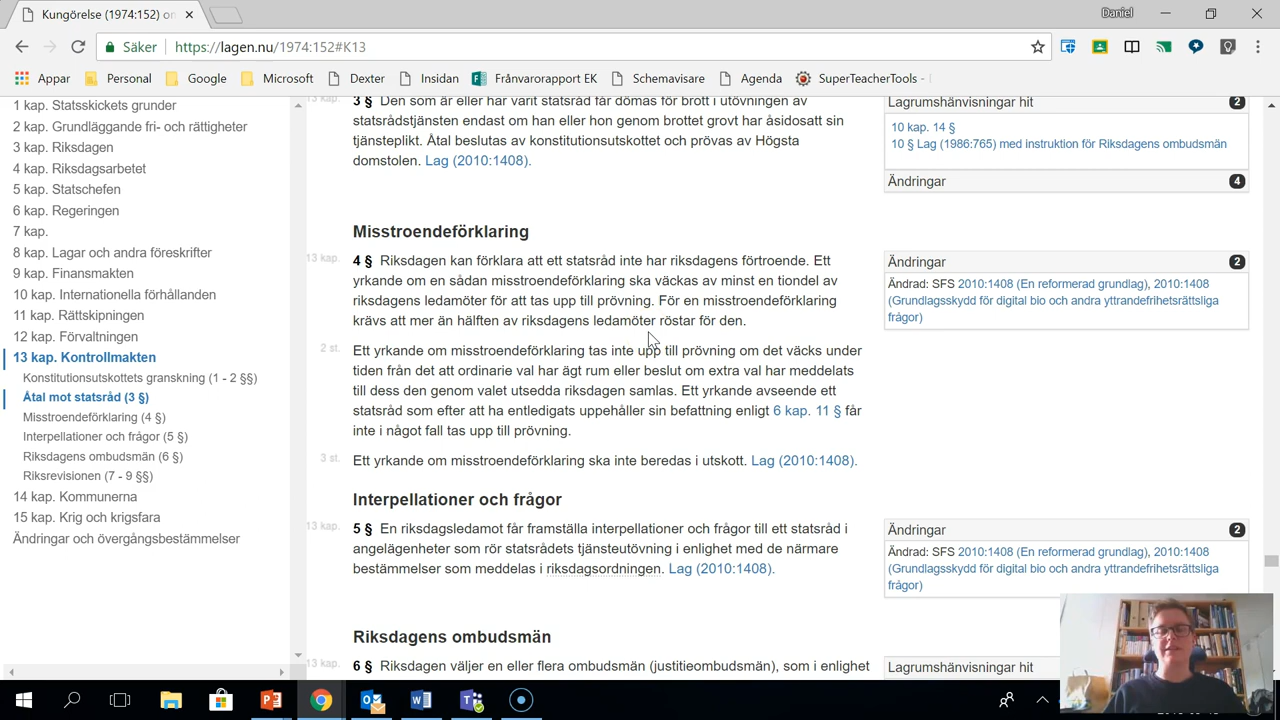 Kungörelse (1974:152) on
Daniel
Säker
https://lagen.nu/1974:152#K13
Appar
Personal
Google
Microsoft
Dexter
Insidan
Frånvarorapport EK
Schemavisare
Agenda
SuperTeacherTools -
1 kap. Statsskickets grunder
2 kap. Grundläggande fri- och rättigheter
3 kap. Riksdagen
4 kap. Riksdagsarbetet
5 kap. Statschefen
6 kap. Regeringen
7 kap.
8 kap. Lagar och andra föreskrifter
9 kap. Finansmakten
10 kap. Internationella förhållanden
11 kap. Rättskipningen
12 kap. Förvaltningen
13 kap. Kontrollmakten
Konstitutionsutskottets granskning (1 - 2 §§)
Åtal mot statsråd (3 §)
Misstroendeförklaring (4 §)
Interpellationer och frågor (5 §)
Riksdagens ombudsmän (6 §)
Riksrevisionen (7 - 9 §§)
14 kap. Kommunerna
15 kap. Krig och krigsfara
Ändringar och övergångsbestämmelser
13 kap.
3 § Den som är eller har varit statsråd får dömas för brott i utövningen av
statsrådstjänsten endast om han eller hon genom brottet grovt har åsidosatt sin
tjänsteplikt. Åtal beslutas av konstitutionsutskottet och prövas av Högsta
domstolen. Lag (2010:1408).
Misstroendeförklaring
13 kap.
4 § Riksdagen kan förklara att ett statsråd inte har riksdagens förtroende. Ett
yrkande om en sådan misstroendeförklaring ska väckas av minst en tiondel av
riksdagens ledamöter för att tas upp till prövning. För en misstroendeförklaring
krävs att mer än hälften av riksdagens ledamöter röstar för den.
2 st.
Ett yrkande om misstroendeförklaring tas inte upp till prövning om det väcks under
tiden från det att ordinarie val har ägt rum eller beslut om extra val har meddelats
till dess den genom valet utsedda riksdagen samlas. Ett yrkande avseende ett
statsråd som efter att ha entledigats uppehåller sin befattning enligt 6 kap. 11 § får
inte i något fall tas upp till prövning.
3 st.
Ett yrkande om misstroendeförklaring ska inte beredas i utskott. Lag (2010:1408).
Interpellationer och frågor
13 kap.
5 § En riksdagsledamot får framställa interpellationer och frågor till ett statsråd i
angelägenheter som rör statsrådets tjänsteutövning i enlighet med de närmare
bestämmelser som meddelas i riksdagsordningen. Lag (2010:1408).
Riksdagens ombudsmän
13 kap.
6 § Riksdagen väljer en eller flera ombudsmän (justitieombudsmän), som i enlighet
Lagrumshänvisningar hit 2
10 kap. 14 §
10 § Lag (1986:765) med instruktion för Riksdagens ombudsmän
Ändringar 4
Ändringar 2
Ändrad: SFS 2010:1408 (En reformerad grundlag), 2010:1408
(Grundlagsskydd för digital bio och andra yttrandefrihetsrättsliga
frågor)
Ändringar 2
Ändrad: SFS 2010:1408 (En reformerad grundlag), 2010:1408
(Grundlagsskydd för digital bio och andra yttrandefrihetsrättsliga
frågor)
Lagrumshänvisningar hit